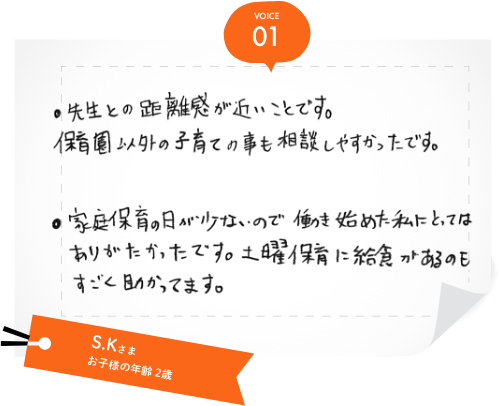 VOICE
01
・先生との距離感が近いことです。
保育園以外の子育ての事も相談しやすかったです。
・家庭保育の日が少ないので 働き始めた私にとっては
ありがたかったです。土曜保育に給食があるのも
すごく助かってます。
S.Kさま
お子様の年齢 2歳